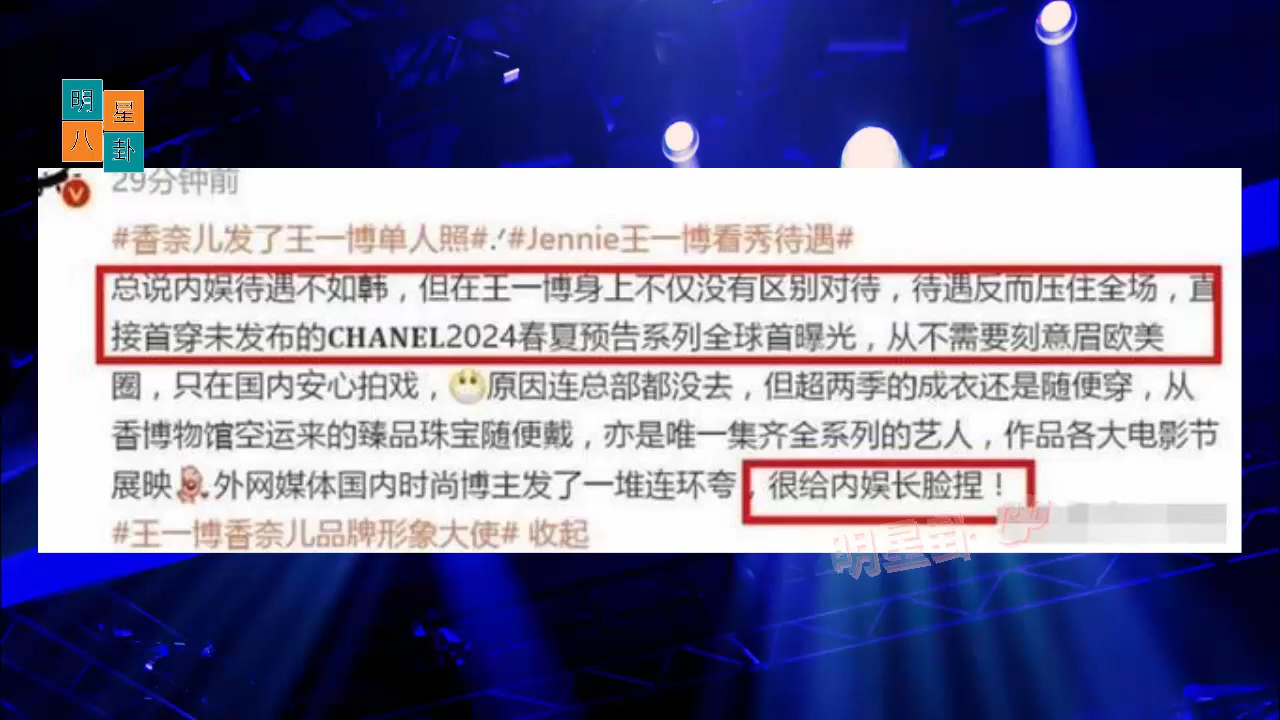 明星
八卦
29分钟前
#香奈儿发了王一博单人照#.′#Jennie王一博看秀待遇#
总说内娱待遇不如韩，但在王一博身上不仅没有区别对待，待遇反而压住全场，直
接首穿未发布的CHANEL2024春夏预告系列全球首曝光，从不需要刻意眉欧美
圈，只在国内安心拍戏，原因连总部都没去，但超两季的成衣还是随便穿，从
香博物馆空运来的臻品珠宝随便戴，亦是唯一集齐全系列的艺人，作品各大电影节
展映外网媒体国内时尚博主发了一堆连环夸，很给内娱长脸捏！
#王一博香奈儿品牌形象大使# 收起
明星卦